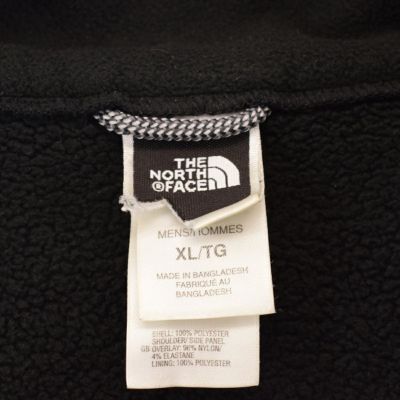 THE
NORTH
FACE
MENS/HOMMES
XL/TG
MADE IN BANGLADESH
FABRIQUÉ AU
BANGLADESH
SHELL: 100% POLYESTER
SHOULDER/ SIDE PANEL
OVERLAY: 96% NYLON/
4% ELASTANE
LINING: 100% POLYESTER